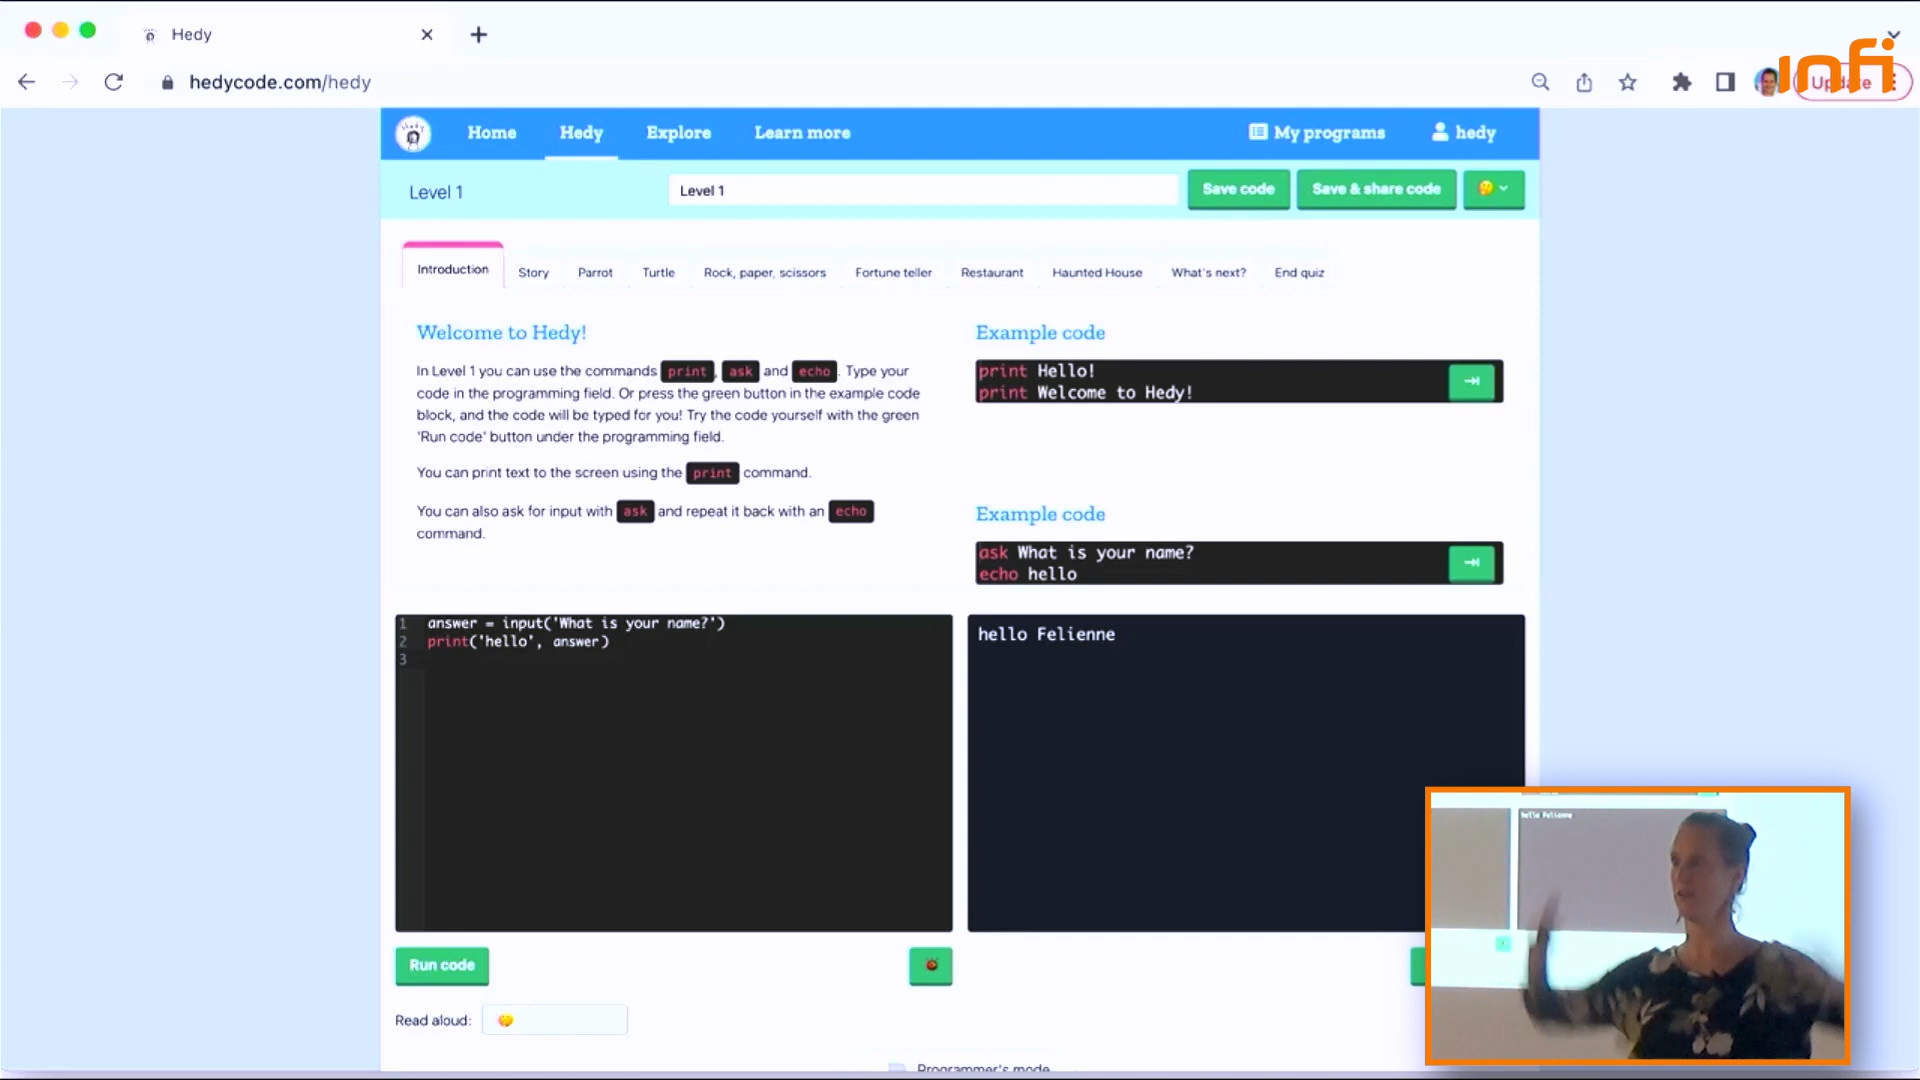 Hedy
hedycode.com/hedy
infi
Update
Home Hedy Explore Learn more My programs hedy
Level 1 Level 1 Save code Save & share code
Introduction Story Parrot Turtle Rock, paper, scissors Fortune teller Restaurant Haunted House What's next? End quiz
Welcome to Hedy!
In Level 1 you can use the commands print, ask and echo. Type your
code in the programming field. Or press the green button in the example code
block, and the code will be typed for you! Try the code yourself with the green
'Run code' button under the programming field.
You can print text to the screen using the print command.
You can also ask for input with ask and repeat it back with an echo
command.
Example code
print Hello!
print Welcome to Hedy!
Example code
ask What is your name?
echo hello
1 answer = input('What is your name?')
2 print('hello', answer)
3
hello Felienne
Run code
Read aloud:
Programmer's mode
hello Felienne